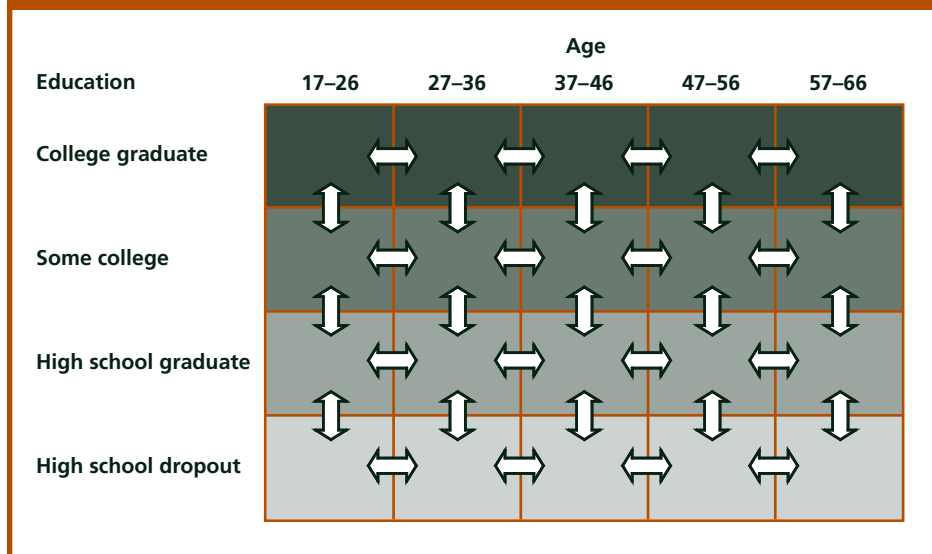 Age
Education 17–26 27–36 37–46 47–56 57–66
College graduate
Some college
High school graduate
High school dropout